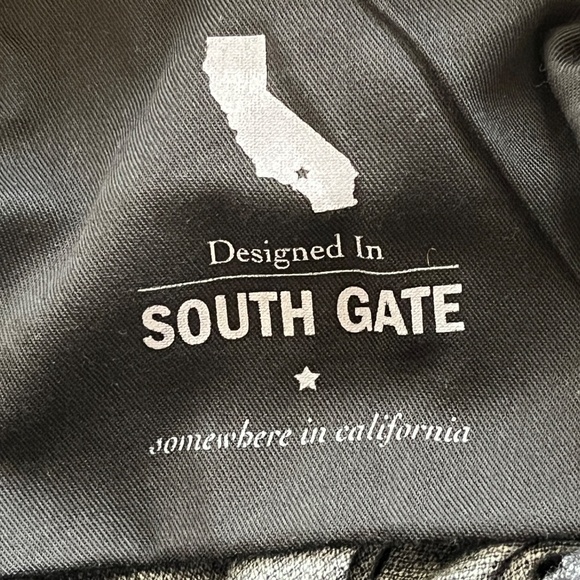 Designed In
SOUTH GATE
somewhere in california